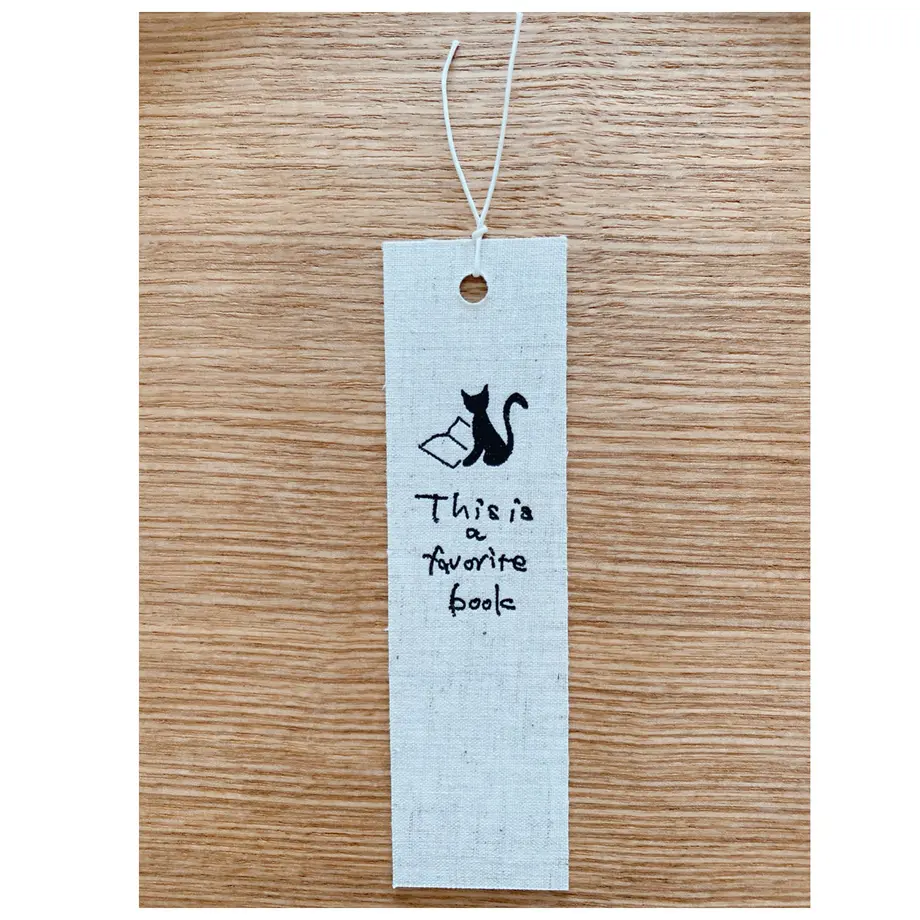 This is
a
favorite
book